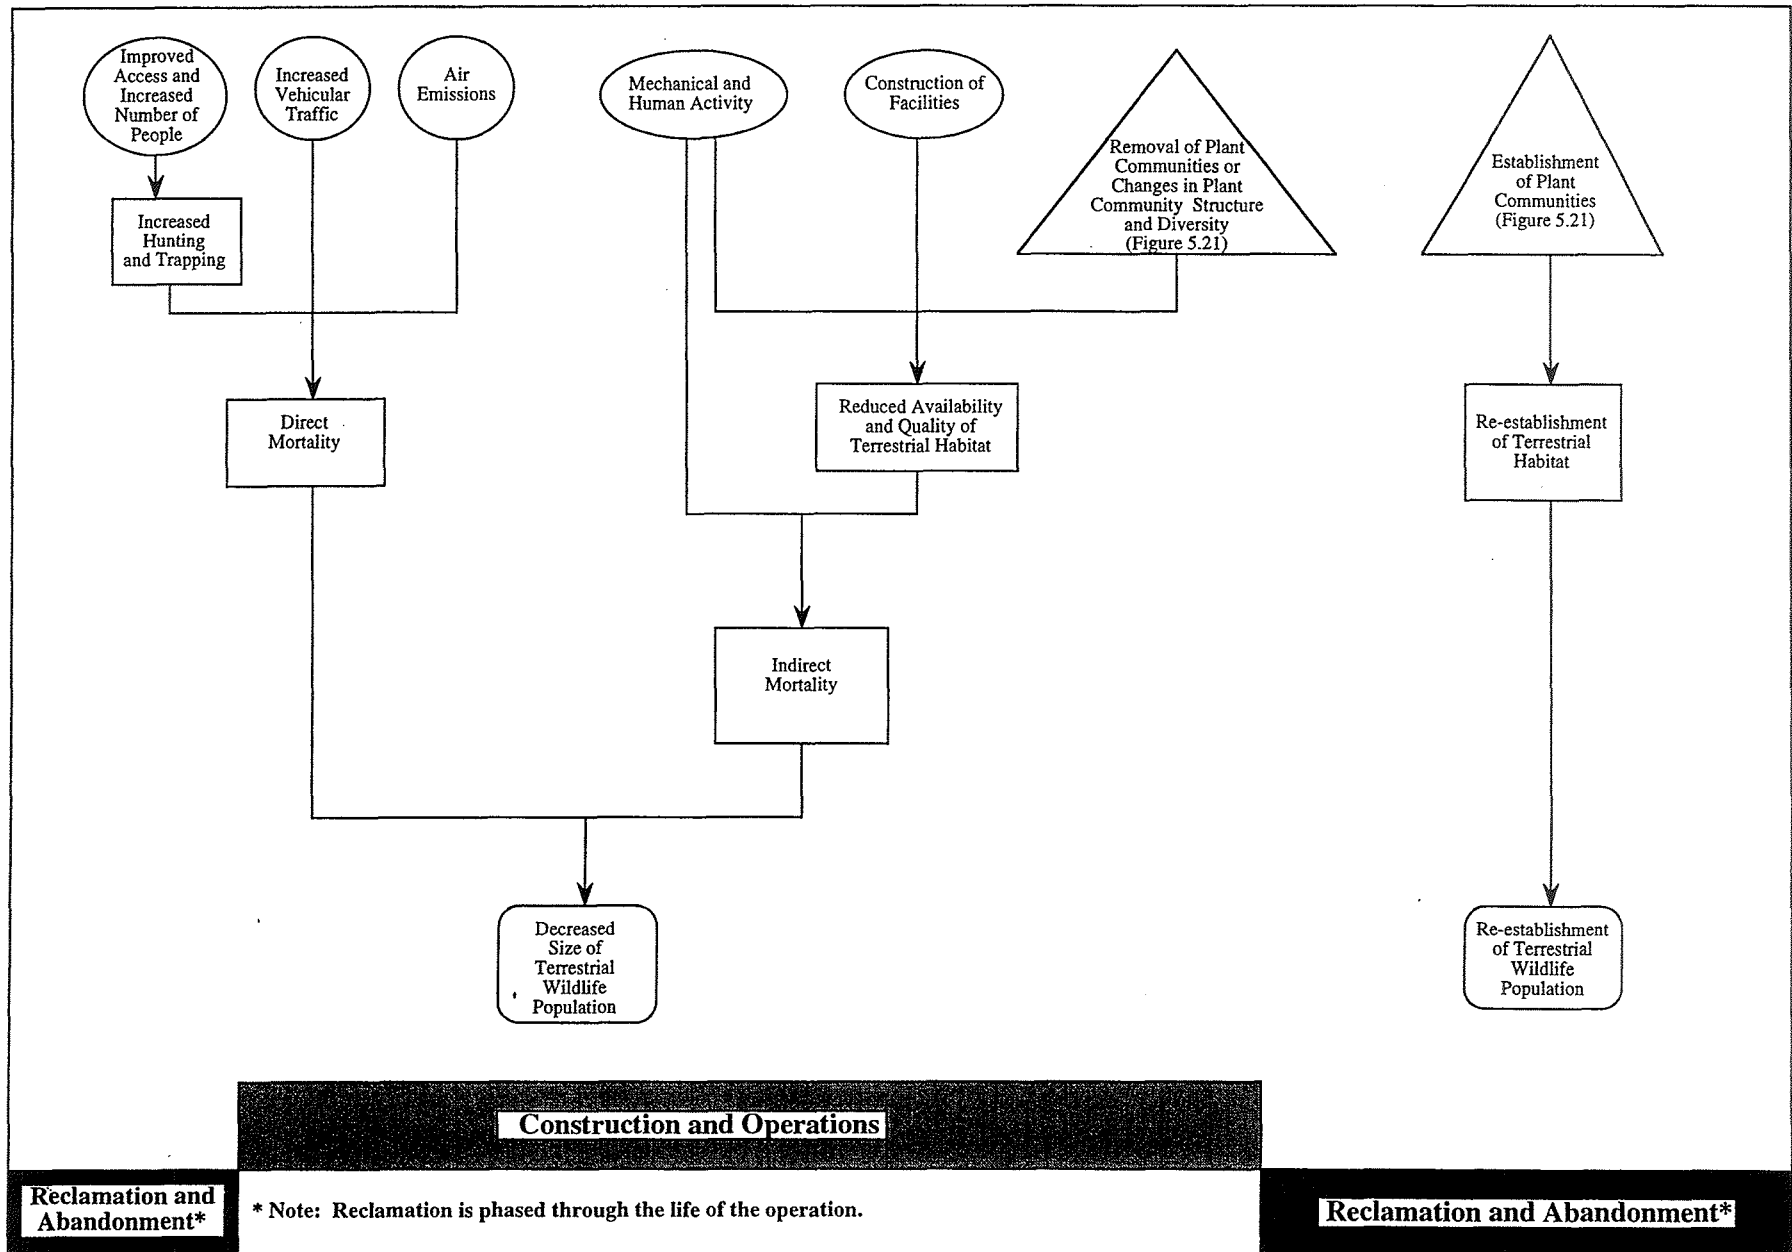 Improved
Access and
Increased
Number of
People
Increased
Vehicular
Traffic
Air
Emissions
Mechanical and
Human Activity
Construction of
Facilities
Removal of Plant
Communities or
Changes in Plant
Community Structure
and Diversity
(Figure 5.21)
Establishment
of Plant
Communities
(Figure 5.21)
Increased
Hunting
and Trapping
Direct
Mortality
Reduced Availability
and Quality of
Terrestrial Habitat
Re-establishment
of Terrestrial
Habitat
Indirect
Mortality
Decreased
Size of
Terrestrial
Wildlife
Population
Re-establishment
of Terrestrial
Wildlife
Population
Construction and Operations
Reclamation and
Abandonment*
* Note: Reclamation is phased through the life of the operation.
Reclamation and Abandonment*